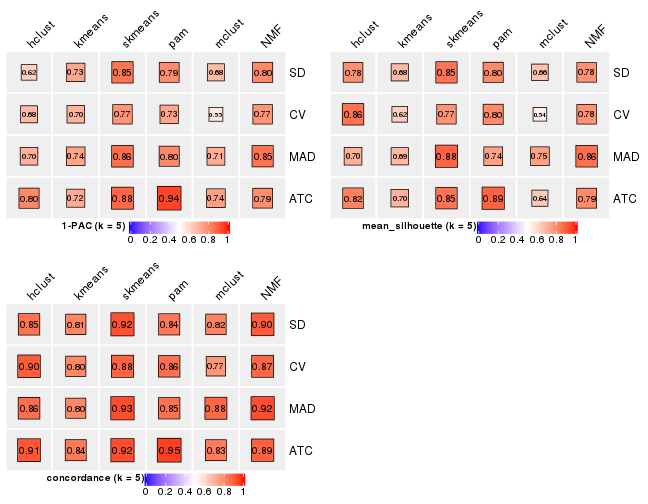 hclust kmeans skmeans pam mclust NMF
0.62 0.73 0.85 0.79 0.68 0.80 SD
0.68 0.70 0.77 0.73 0.55 0.77 CV
0.70 0.74 0.86 0.80 0.71 0.85 MAD
0.80 0.72 0.88 0.94 0.74 0.79 ATC
1-PAC (k = 5)
0 0.2 0.4 0.6 0.8 1
hclust kmeans skmeans pam mclust NMF
0.78 0.68 0.85 0.80 0.66 0.78 SD
0.86 0.62 0.77 0.80 0.54 0.78 CV
0.70 0.69 0.88 0.74 0.75 0.86 MAD
0.82 0.70 0.85 0.89 0.64 0.79 ATC
mean_silhouette (k = 5)
0 0.2 0.4 0.6 0.8 1
hclust kmeans skmeans pam mclust NMF
0.85 0.81 0.92 0.84 0.82 0.90 SD
0.90 0.80 0.88 0.86 0.77 0.87 CV
0.86 0.80 0.93 0.85 0.88 0.92 MAD
0.91 0.84 0.92 0.95 0.83 0.89 ATC
concordance (k = 5)
0 0.2 0.4 0.6 0.8 1